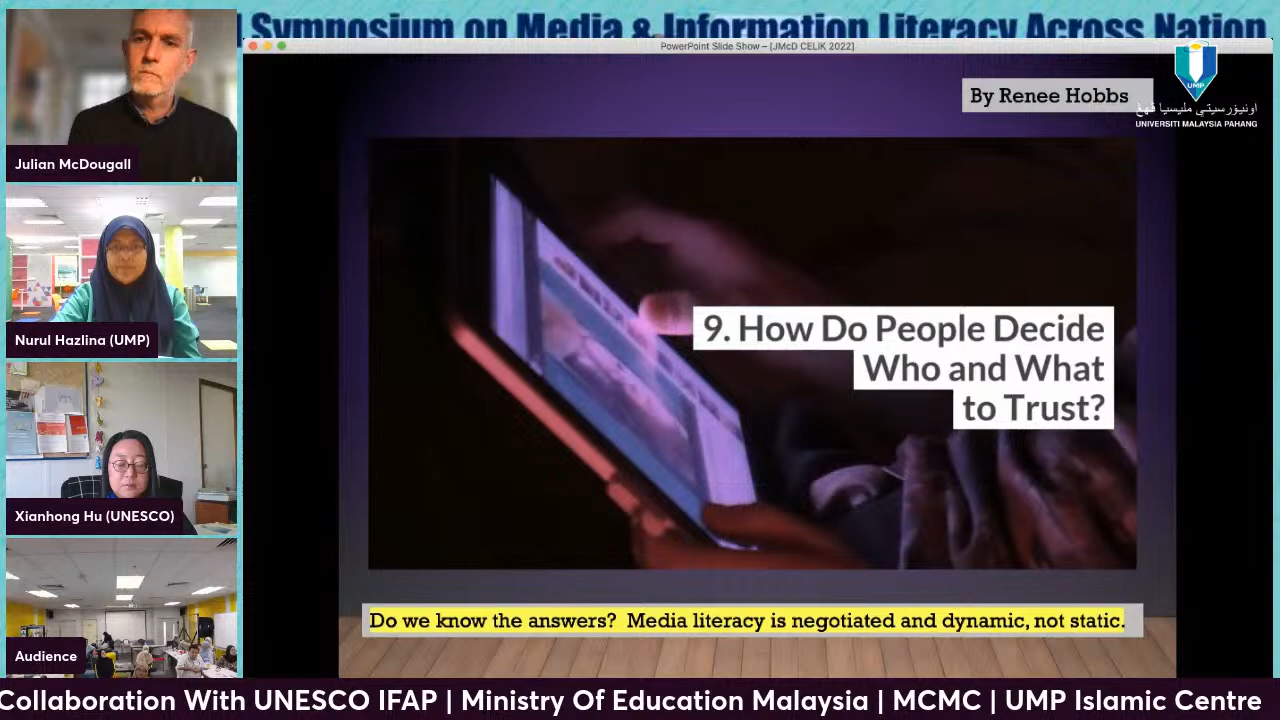 Symposium on Media & Information Literacy Across Nation
PowerPoint Slide Show – [JMcD CELIK 2022]
By Renee Hobbs
UMP
اونيۏرسيتي مليسيا ڤهڠ
UNIVERSITI MALAYSIA PAHANG
Julian McDougall
Nurul Hazlina (UMP)
Xianhong Hu (UNESCO)
Audience
9. How Do People Decide
Who and What
to Trust?
Do we know the answers? Media literacy is negotiated and dynamic, not static.
Collaboration With UNESCO IFAP | Ministry Of Education Malaysia | MCMC | UMP Islamic Centre